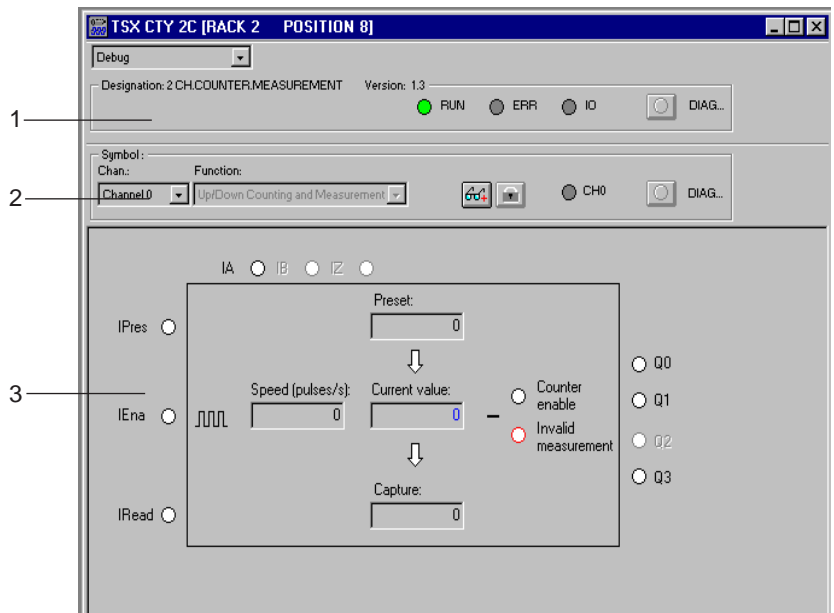 TSX CTY 2C [RACK 2 POSITION 8]
Debug
Designation: 2 CH.COUNTER.MEASUREMENT Version: 1.3
1
RUN ERR IO DIAG...
Symbol:
Chan.: Function:
2
Channel.0 Up/Down Counting and Measurement CH0 DIAG...
IA IB IZ
Preset:
IPres 0
Q0
3
Speed (pulses/s): Current value: Counter enable
IEna 0 0 Q1
Invalid measurement Q2
Q3
Capture:
IRead 0